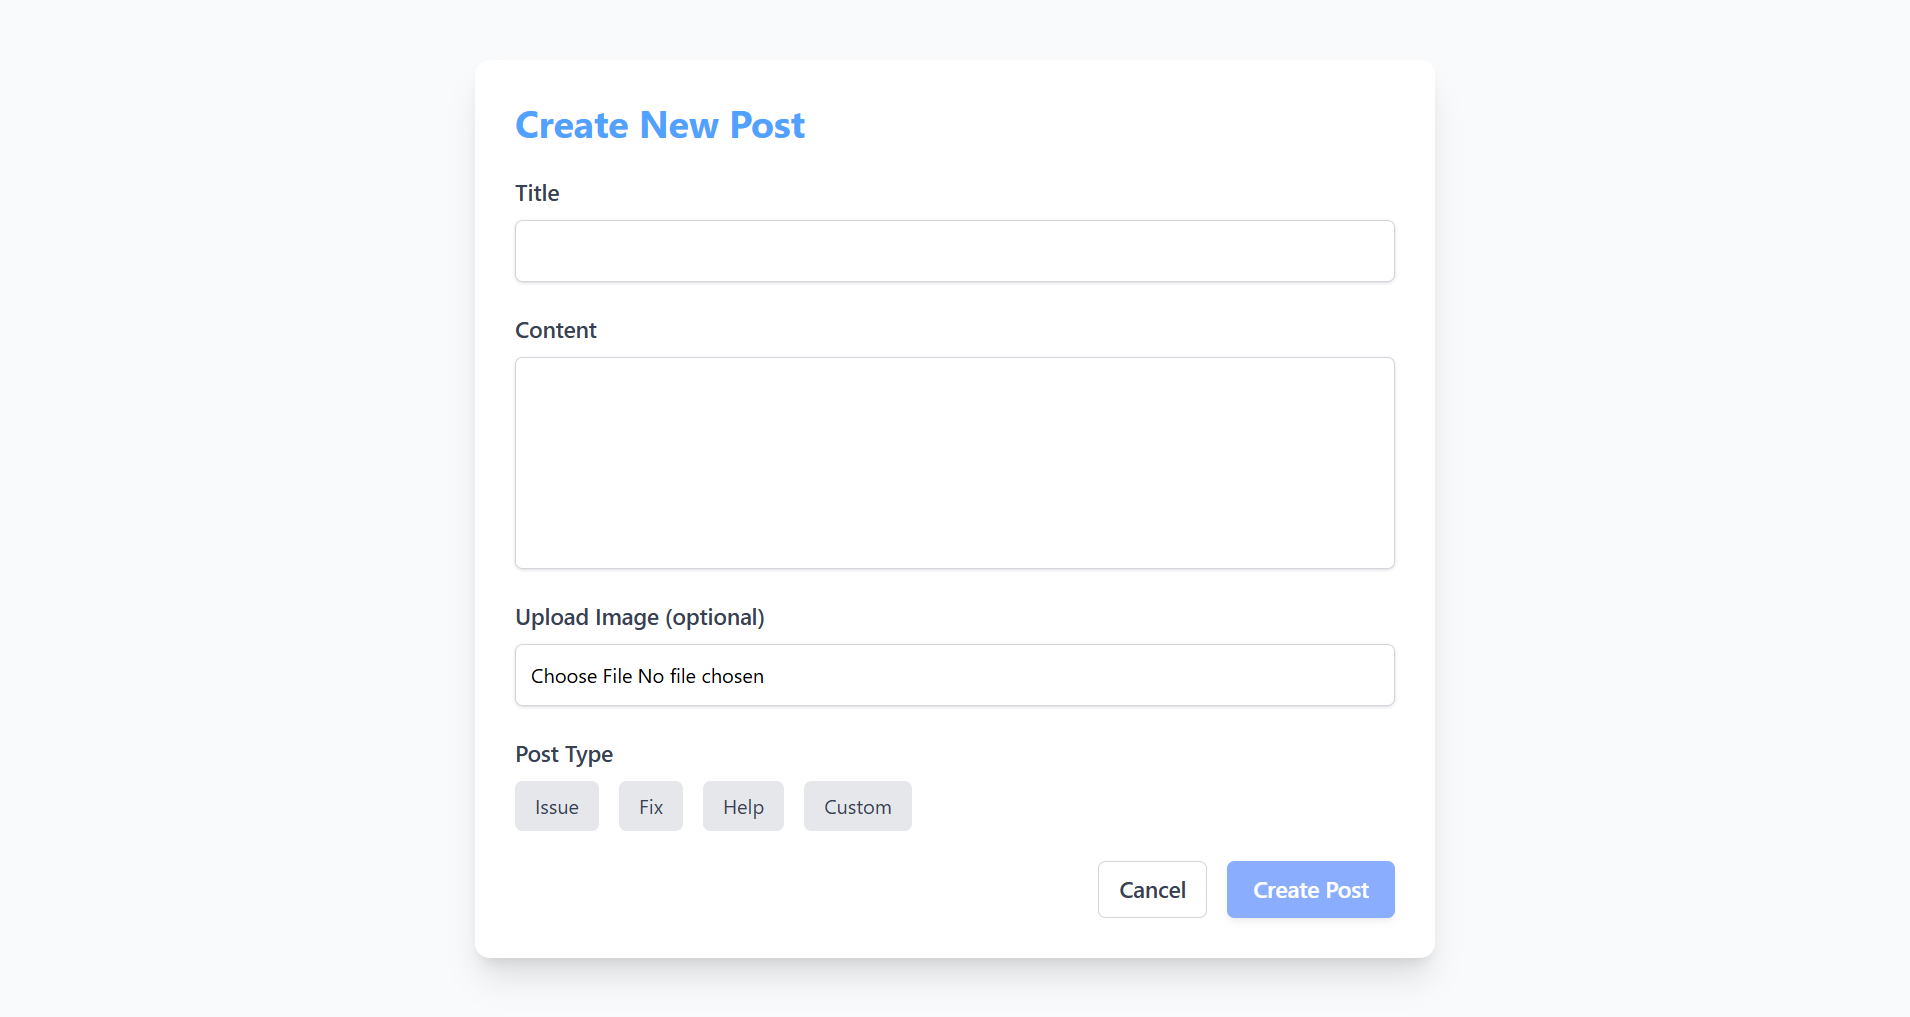 Create New Post
Title
Content
Upload Image (optional)
Choose File No file chosen
Post Type
Issue Fix Help Custom
Cancel Create Post